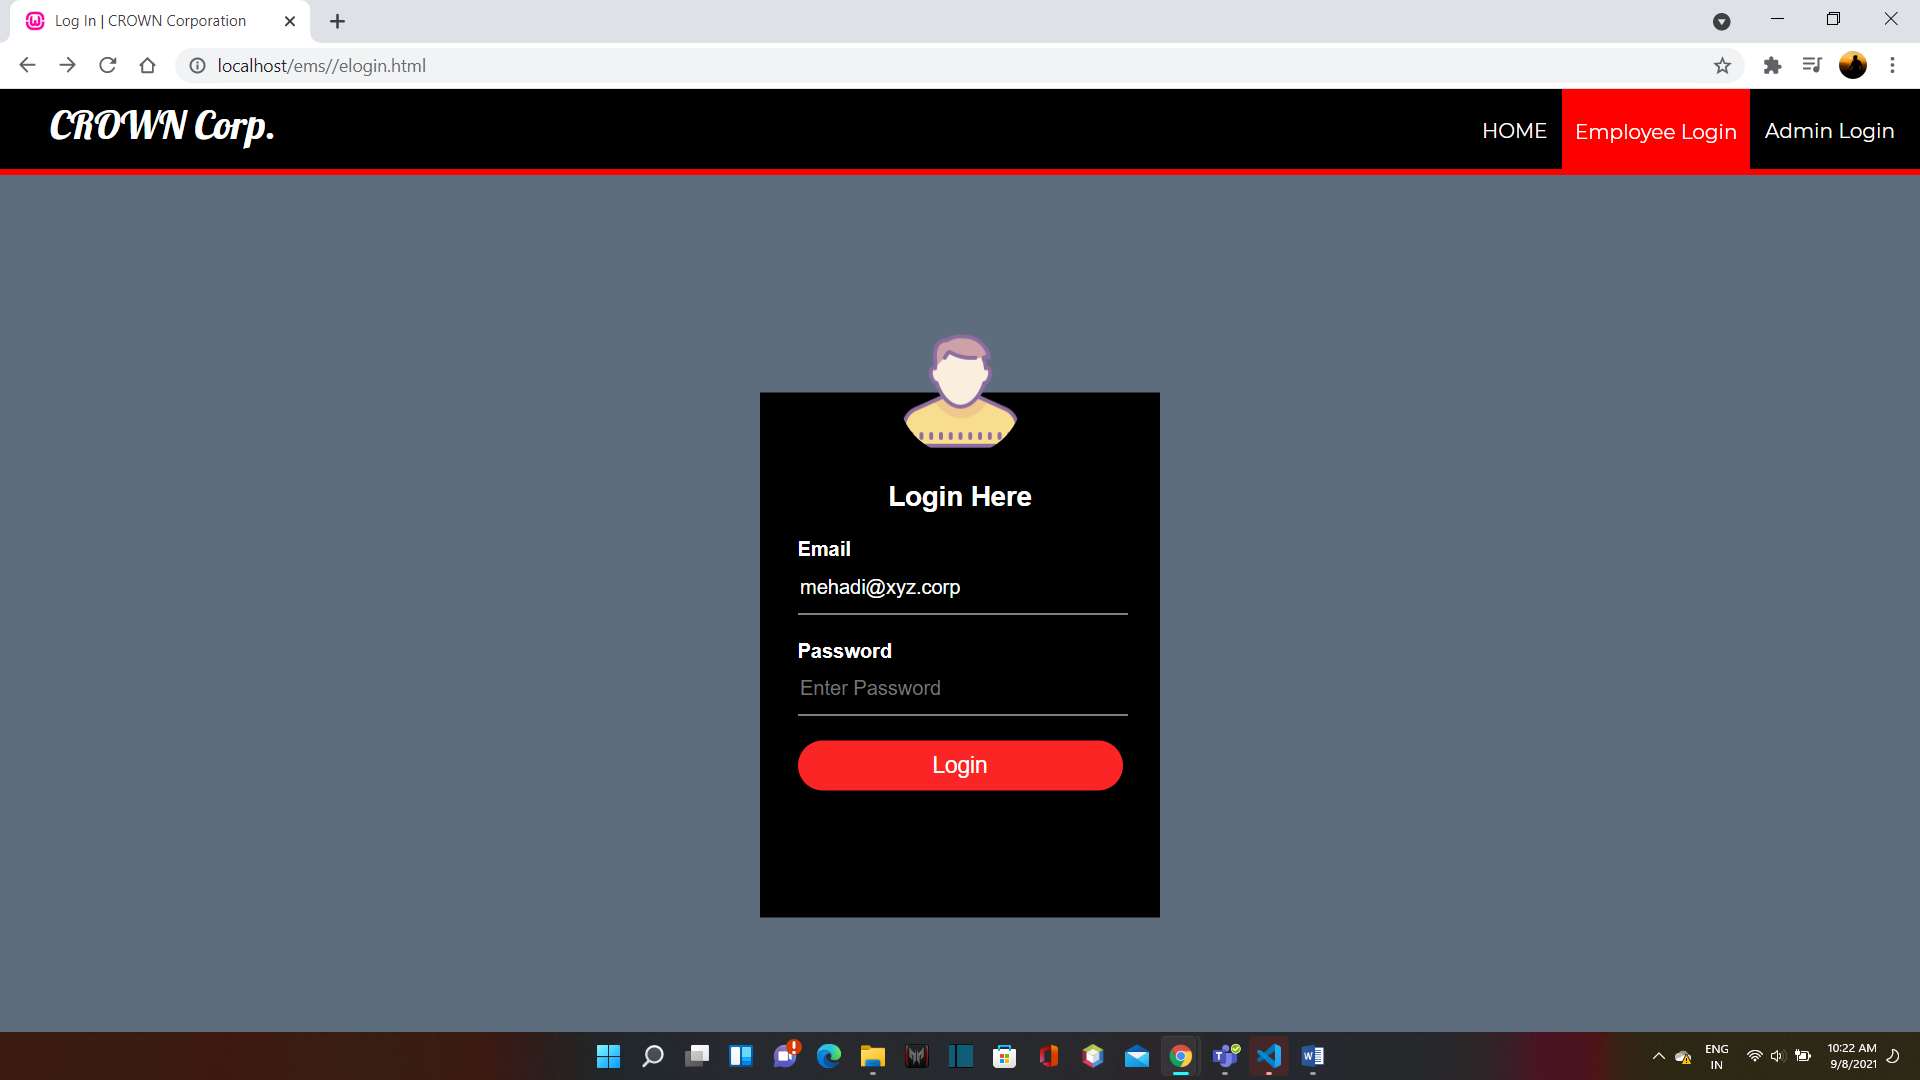 Log In | CROWN Corporation
localhost/ems//elogin.html
CROWN Corp.
HOME
Employee Login
Admin Login
Login Here
Email
mehadi@xyz.corp
Password
Enter Password
Login
ENG
IN
10:22 AM
9/8/2021